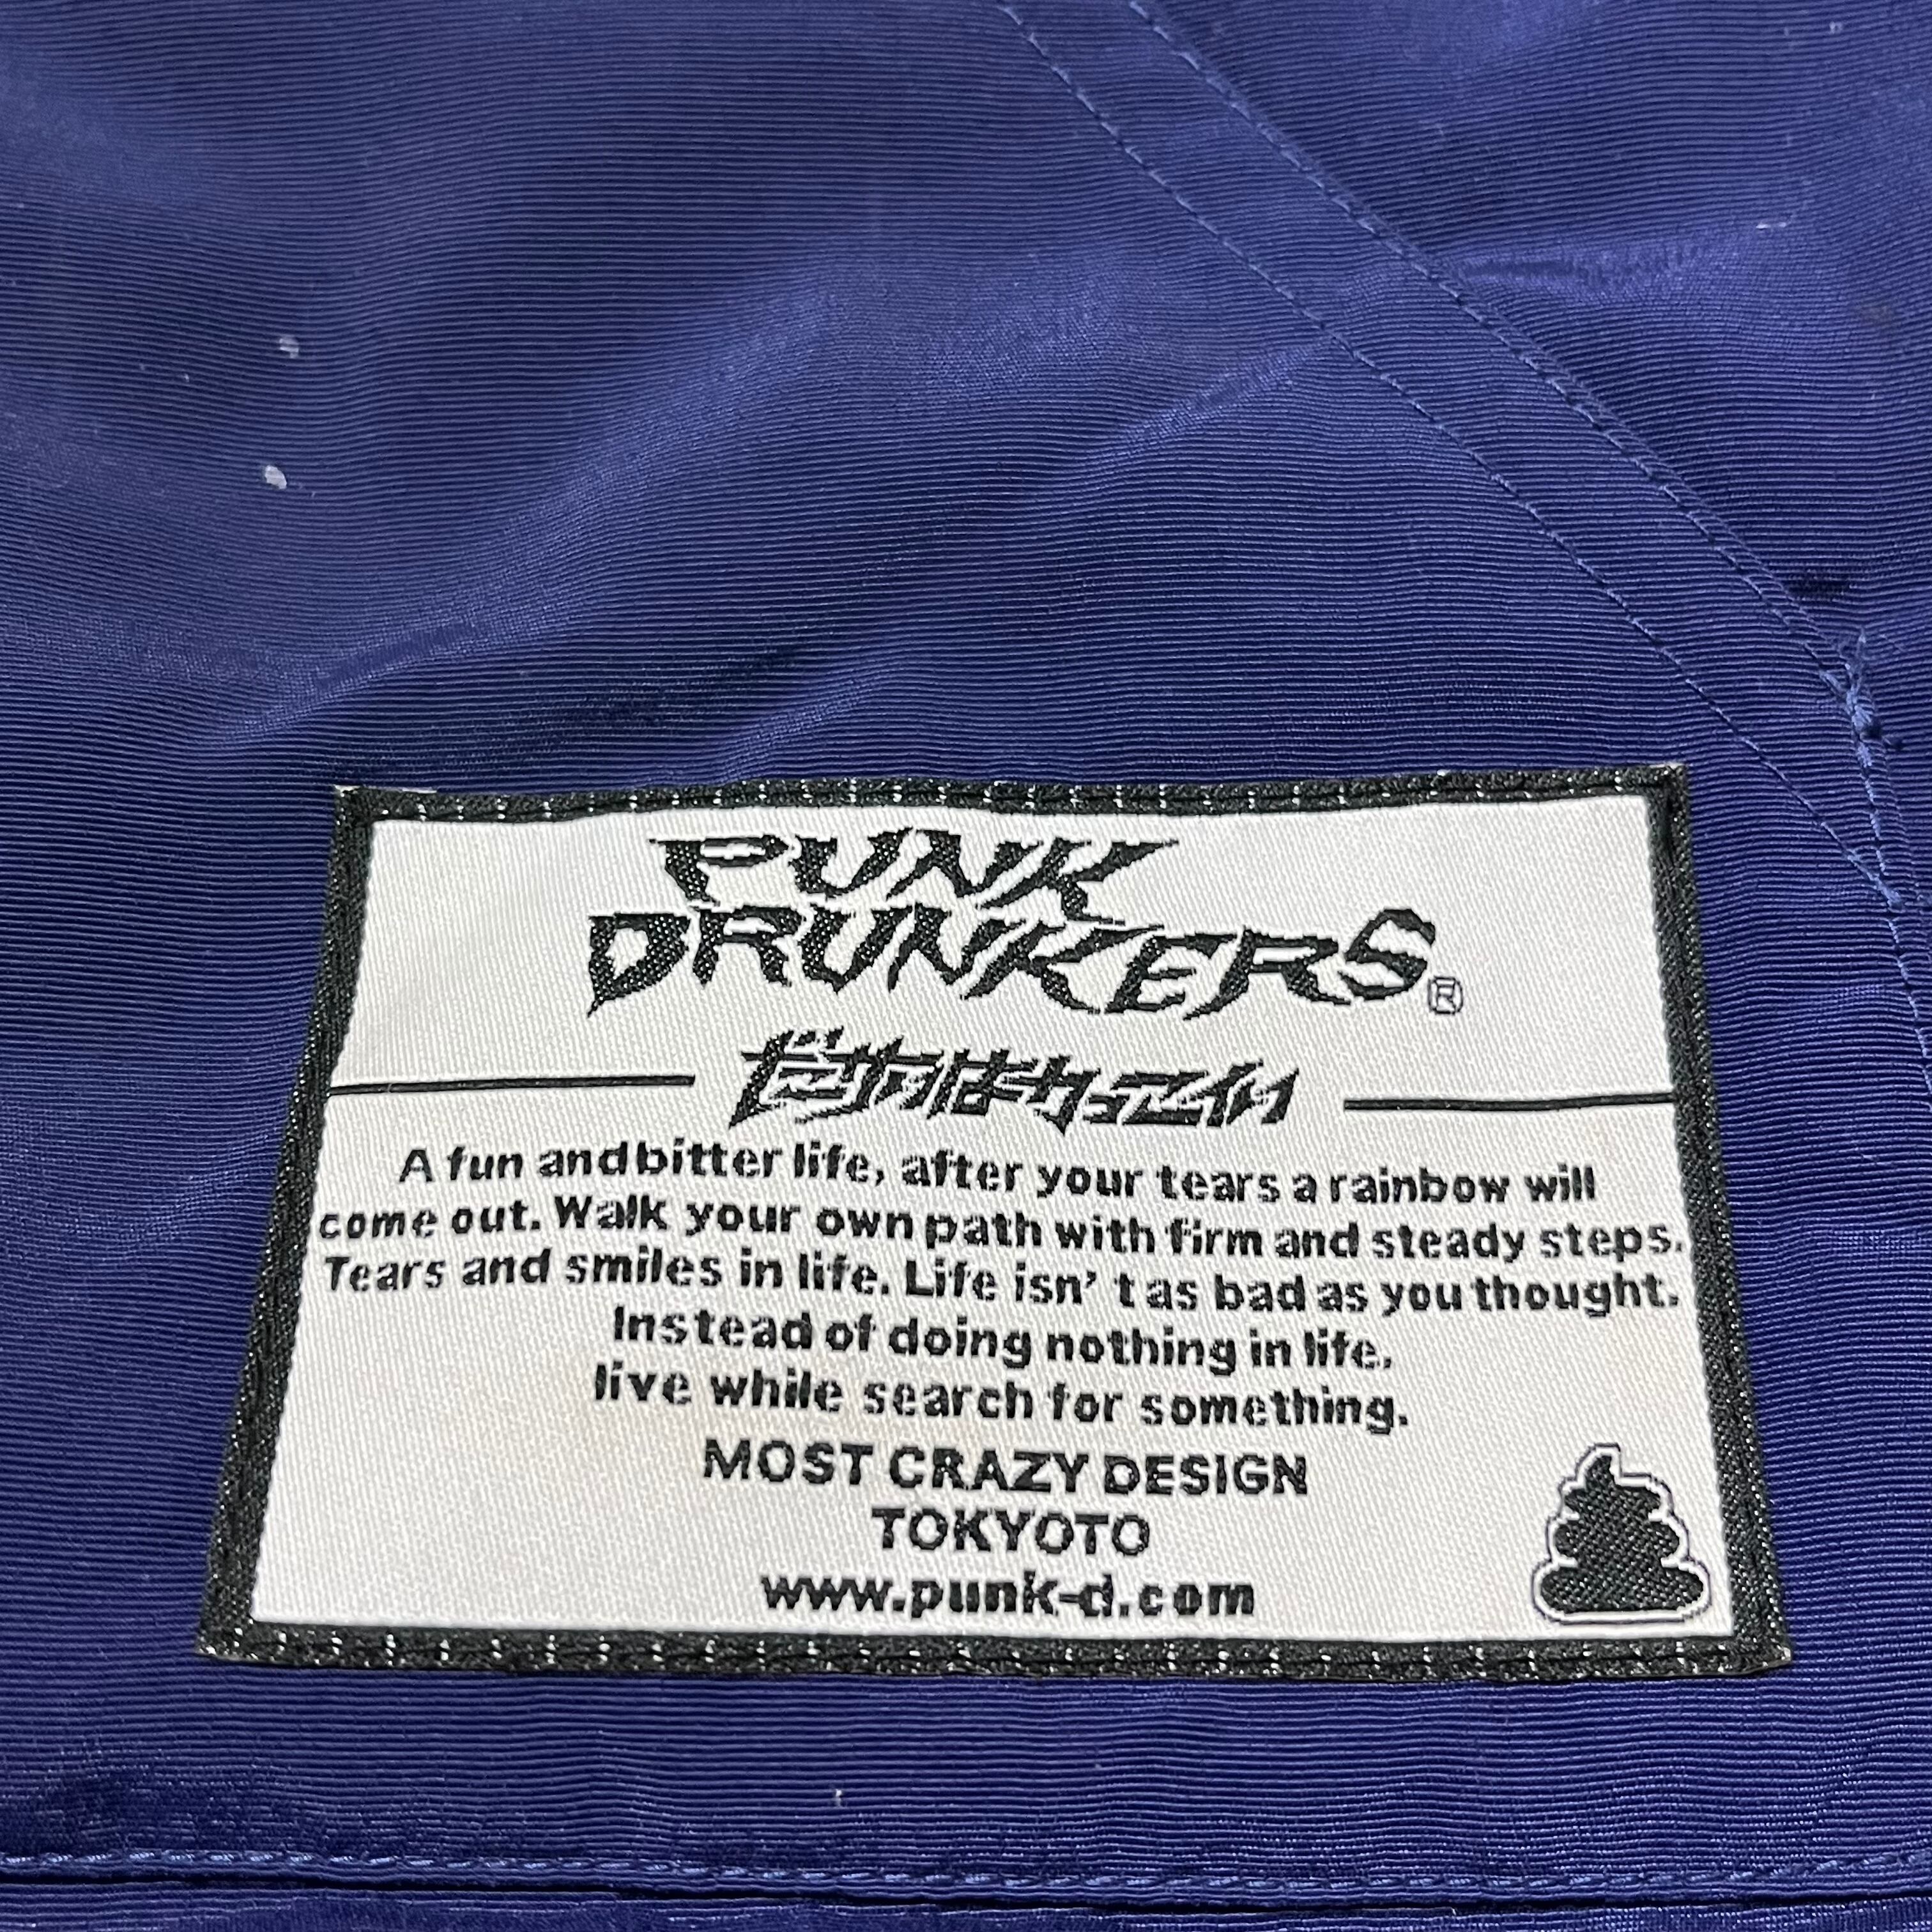 PUNK
DRUNKERS®
A fun and bitter life, after your tears a rainbow will
come out. Walk your own path with firm and steady steps.
Tears and smiles in life. Life isn't as bad as you thought.
Instead of doing nothing in life,
live while search for something.
MOST CRAZY DESIGN
TOKYOTO
www.punk-d.com